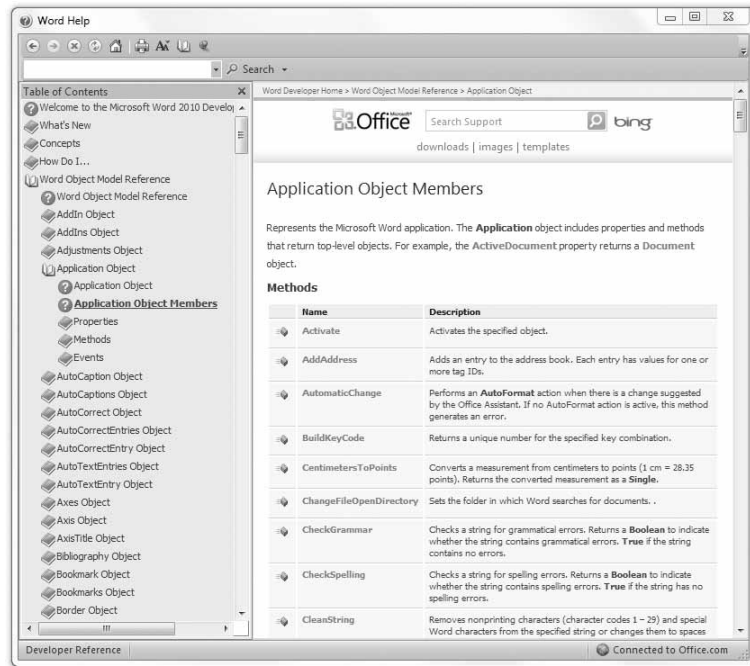 Word Help
Search
Table of Contents
Welcome to the Microsoft Word 2010 Develop
What's New
Concepts
How Do I...
Word Object Model Reference
Word Object Model Reference
AddIn Object
AddIns Object
Adjustments Object
Application Object
Application Object
Application Object Members
Properties
Methods
Events
AutoCaption Object
AutoCaptions Object
AutoCorrect Object
AutoCorrectEntries Object
AutoCorrectEntry Object
AutoTextEntries Object
AutoTextEntry Object
Axes Object
Axis Object
AxisTitle Object
Bibliography Object
Bookmark Object
Bookmarks Object
Border Object
Word Developer Home > Word Object Model Reference > Application Object
Microsoft
Office
Search Support
bing
downloads | images | templates
Application Object Members
Represents the Microsoft Word application. The Application object includes properties and methods
that return top-level objects. For example, the ActiveDocument property returns a Document
object.
Methods
Name Description
Activate Activates the specified object.
AddAddress Adds an entry to the address book. Each entry has values for one or
more tag IDs.
AutomaticChange Performs an AutoFormat action when there is a change suggested
by the Office Assistant. If no AutoFormat action is active, this method
generates an error.
BuildKeyCode Returns a unique number for the specified key combination.
CentimetersToPoints Converts a measurement from centimeters to points (1 cm = 28.35
points). Returns the converted measurement as a Single.
ChangeFileOpenDirectory Sets the folder in which Word searches for documents. .
CheckGrammar Checks a string for grammatical errors. Returns a Boolean to indicate
whether the string contains grammatical errors. True if the string
contains no errors.
CheckSpelling Checks a string for spelling errors. Returns a Boolean to indicate
whether the string contains spelling errors. True if the string has no
spelling errors.
CleanString Removes nonprinting characters (character codes 1 – 29) and special
Word characters from the specified string or changes them to spaces
Developer Reference
Connected to Office.com